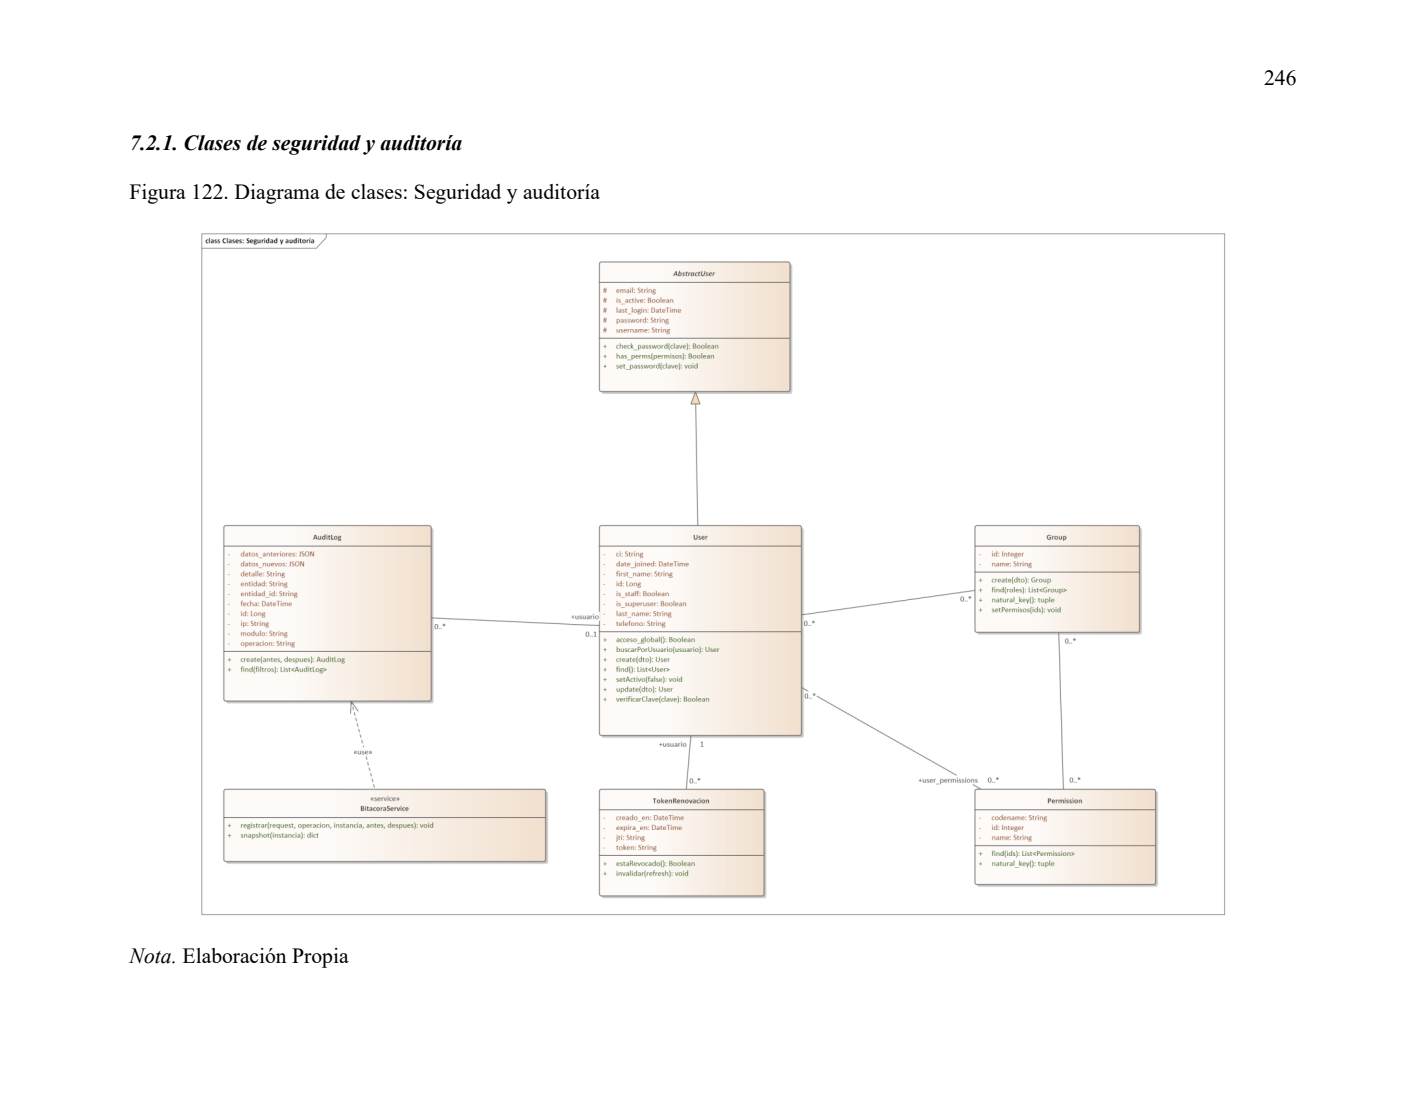 246
7.2.1. Clases de seguridad y auditoría
Figura 122. Diagrama de clases: Seguridad y auditoría
class Clases: Seguridad y auditoría
AbstractUser
# email: String
# is_active: Boolean
# last_login: DateTime
# password: String
# username: String
+ check_password(clave): Boolean
+ has_perms(permisos): Boolean
+ set_password(clave): void
AuditLog
- datos_anteriores: JSON
- datos_nuevos: JSON
- detalle: String
- entidad: String
- entidad_id: String
- fecha: DateTime
- id: Long
- ip: String
- modulo: String
- operacion: String
+ create(antes, despues): AuditLog
+ find(filtros): List<AuditLog>
0..*
+usuario
0..1
User
- ci: String
- date_joined: DateTime
- first_name: String
- id: Long
- is_staff: Boolean
- is_superuser: Boolean
- last_name: String
- telefono: String
+ acceso_global(): Boolean
+ buscarPorUsuario(usuario): User
+ create(dto): User
+ find(): List<User>
+ setActivo(false): void
+ update(dto): User
+ verificarClave(clave): Boolean
0..*
0..*
Group
- id: Integer
- name: String
+ create(dto): Group
+ find(roles): List<Group>
+ natural_key(): tuple
+ setPermisos(ids): void
0..*
0..*
+usuario 1
0..*
«use»
+user_permissions 0..*
0..*
«service»
BitacoraService
+ registrar(request, operacion, instancia, antes, despues): void
+ snapshot(instancia): dict
TokenRenovacion
- creado_en: DateTime
- expira_en: DateTime
- jti: String
- token: String
+ estaRevocado(): Boolean
+ invalidar(refresh): void
Permission
- codename: String
- id: Integer
- name: String
+ find(ids): List<Permission>
+ natural_key(): tuple
Nota. Elaboración Propia